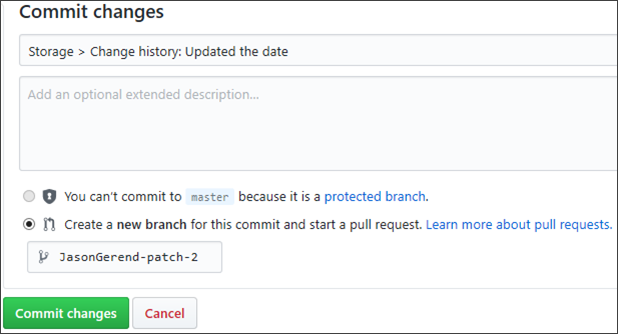 Commit changes
Storage > Change history: Updated the date
Add an optional extended description...
You can't commit to master because it is a protected branch.
Create a new branch for this commit and start a pull request. Learn more about pull requests.
JasonGerend-patch-2
Commit changes Cancel